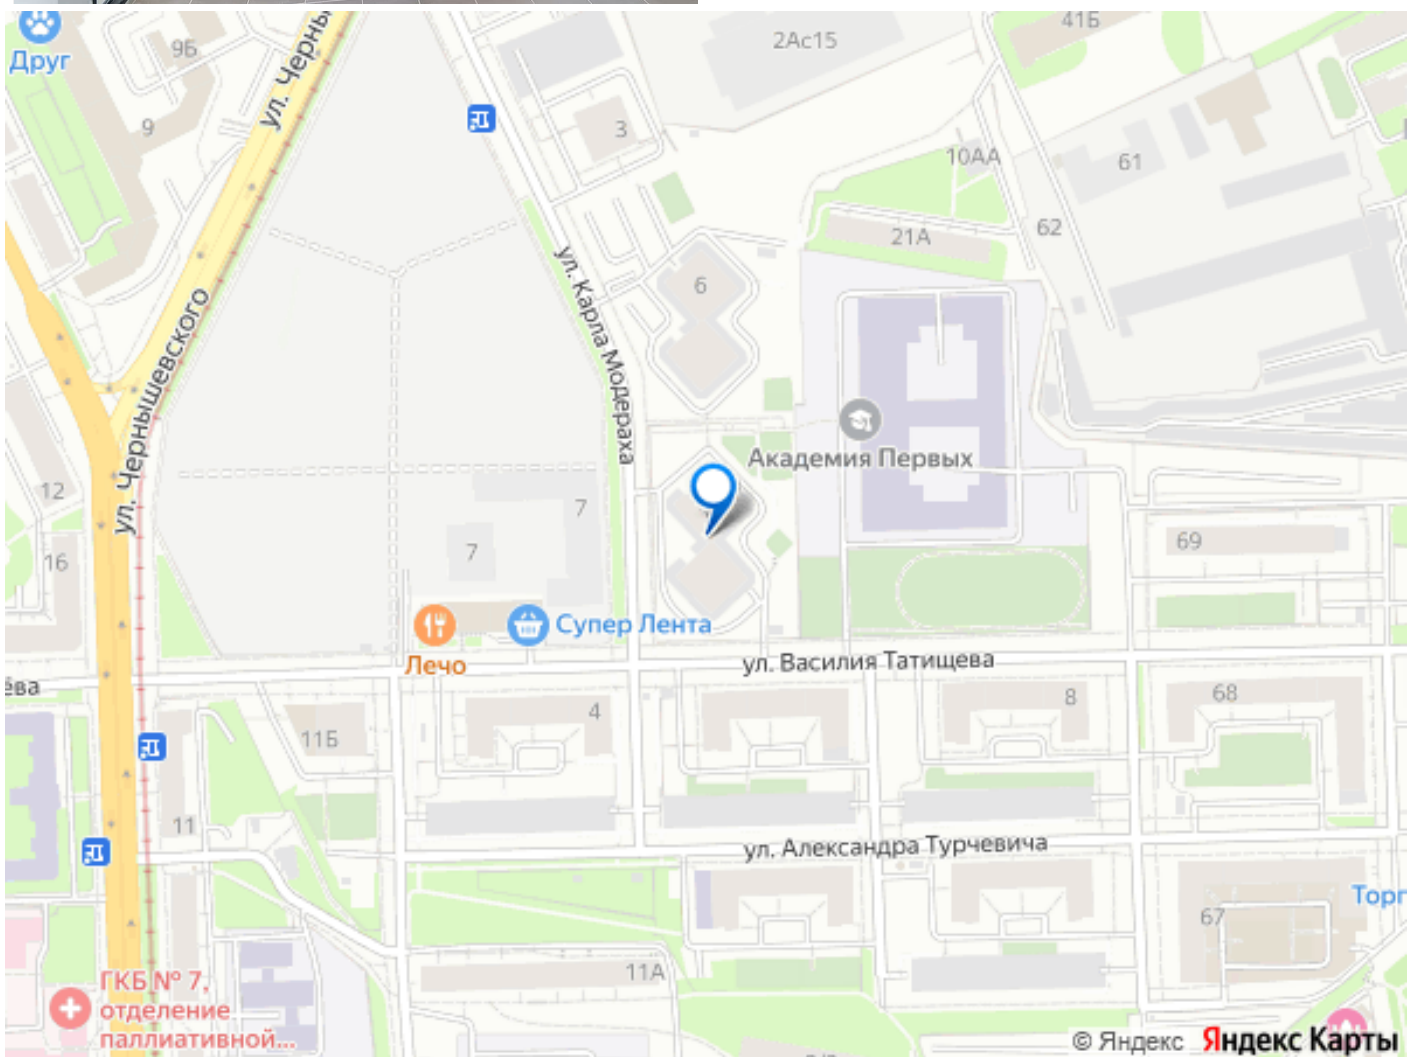 Друг
9Б
9
ул. Черны
2Ас15
41Б
3
10АА
61
62
21А
6
ул. Карла Модераха
ул. Чернышевского
Академия Первых
12
16
7
7
69
Супер Лента
Лечо
ул. Василия Татищева
ёва
4
8
68
11Б
11
ул. Александра Турчевича
67
Торг
11А
ГКБ № 7,
отделение
паллиативной...
© Яндекс Яндекс Карты